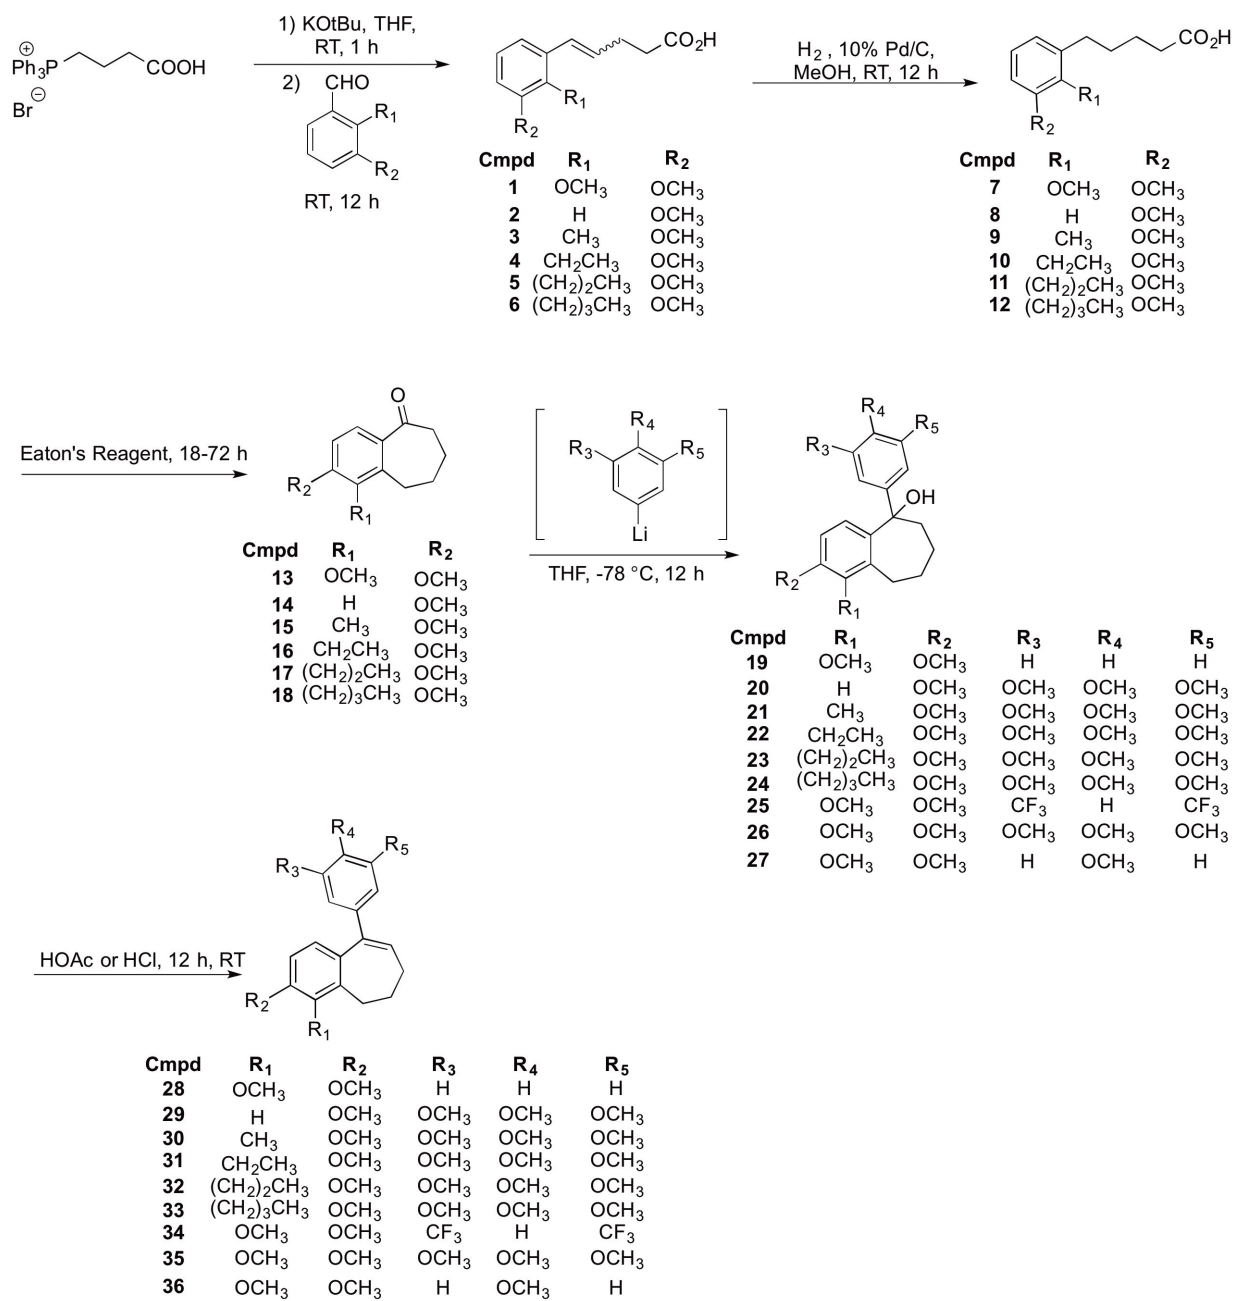 Ph₃P⊕ COOH
Br⊖
1) KOtBu, THF,
RT, 1 h
2) CHO
R₁
R₂
RT, 12 h
CO₂H
R₁
R₂
Cmpd R₁ R₂
1 OCH₃ OCH₃
2 H OCH₃
3 CH₃ OCH₃
4 CH₂CH₃ OCH₃
5 (CH₂)₂CH₃ OCH₃
6 (CH₂)₃CH₃ OCH₃
H₂ , 10% Pd/C,
MeOH, RT, 12 h
CO₂H
R₁
R₂
Cmpd R₁ R₂
7 OCH₃ OCH₃
8 H OCH₃
9 CH₃ OCH₃
10 CH₂CH₃ OCH₃
11 (CH₂)₂CH₃ OCH₃
12 (CH₂)₃CH₃ OCH₃
Eaton's Reagent, 18-72 h
O
R₂
R₁
Cmpd R₁ R₂
13 OCH₃ OCH₃
14 H OCH₃
15 CH₃ OCH₃
16 CH₂CH₃ OCH₃
17 (CH₂)₂CH₃ OCH₃
18 (CH₂)₃CH₃ OCH₃
R₄
R₃ R₅
Li
THF, -78 °C, 12 h
R₄
R₅
R₃
OH
R₂
R₁
Cmpd R₁ R₂ R₃ R₄ R₅
19 OCH₃ OCH₃ H H H
20 H OCH₃ OCH₃ OCH₃ OCH₃
21 CH₃ OCH₃ OCH₃ OCH₃ OCH₃
22 CH₂CH₃ OCH₃ OCH₃ OCH₃ OCH₃
23 (CH₂)₂CH₃ OCH₃ OCH₃ OCH₃ OCH₃
24 (CH₂)₃CH₃ OCH₃ OCH₃ OCH₃ OCH₃
25 OCH₃ OCH₃ CF₃ H CF₃
26 OCH₃ OCH₃ OCH₃ OCH₃ OCH₃
27 OCH₃ OCH₃ H OCH₃ H
HOAc or HCl, 12 h, RT
R₄
R₅
R₃
R₂
R₁
Cmpd R₁ R₂ R₃ R₄ R₅
28 OCH₃ OCH₃ H H H
29 H OCH₃ OCH₃ OCH₃ OCH₃
30 CH₃ OCH₃ OCH₃ OCH₃ OCH₃
31 CH₂CH₃ OCH₃ OCH₃ OCH₃ OCH₃
32 (CH₂)₂CH₃ OCH₃ OCH₃ OCH₃ OCH₃
33 (CH₂)₃CH₃ OCH₃ OCH₃ OCH₃ OCH₃
34 OCH₃ OCH₃ CF₃ H CF₃
35 OCH₃ OCH₃ OCH₃ OCH₃ OCH₃
36 OCH₃ OCH₃ H OCH₃ H